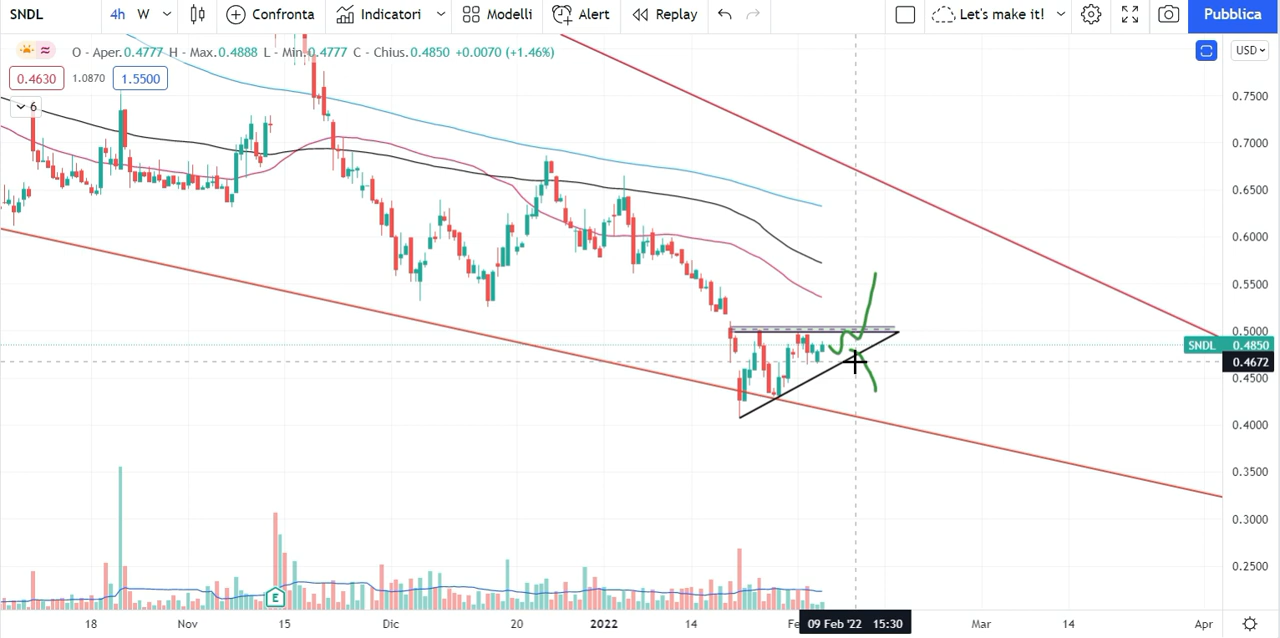 SNDL 4h W Confronta Indicatori Modelli Alert Replay Let's make it! Pubblica
O - Aper.0.4777 H - Max.0.4888 L - Min.0.4777 C - Chius.0.4850 +0.0070 (+1.46%)
USD
0.4630 1.0870 1.5500
6
0.7500
0.7000
0.6500
0.6000
0.5500
0.5000
SNDL 0.4850
0.4672
0.4500
0.4000
0.3500
0.3000
0.2500
E
18 Nov 15 Dic 20 2022 14 Fe 09 Feb '22 15:30 Mar 14 Apr